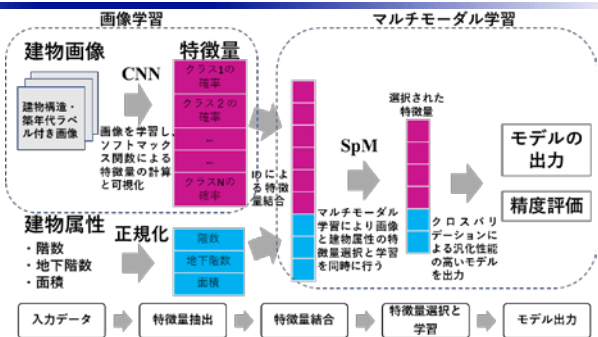 画像学習
マルチモーダル学習
建物画像
特徴量
CNN
建物構造・
築年代ラベ
ル付き画像
画像を学習し、
ソフトマック
ス関数による
特徴量の計算
と可視化
クラス1の
確率
クラス2の
確率
…
…
クラスNの
確率
IDによ
る特徴
量結合
SpM
選択された
特徴量
マルチモーダル
学習により画像
と建物属性の特
徴量選択と学習
を同時に行う
クロスバリ
デーション
による汎化性能
の高いモデル
を出力
モデルの
出力
精度評価
建物属性
・階数
・地下階数
・面積
正規化
階数
地下階数
面積
入力データ
特徴量抽出
特徴量結合
特徴量選択と
学習
モデル出力